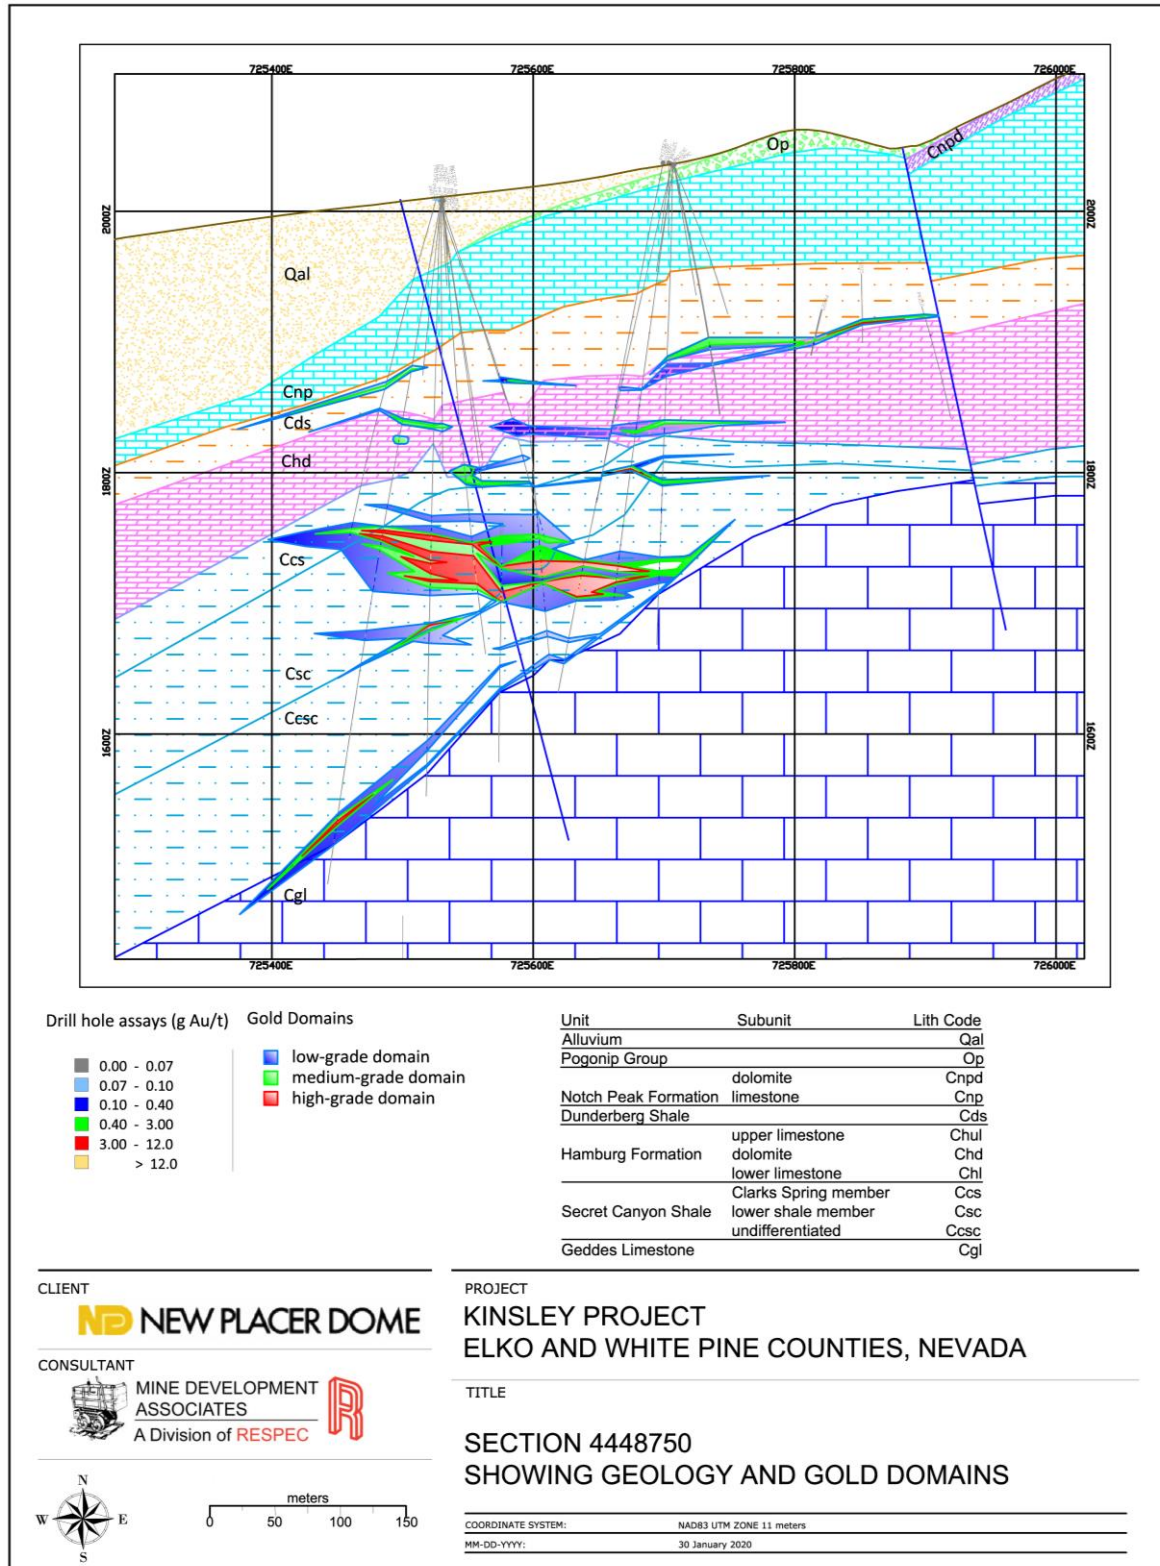 725400E 725600E 725800E 726000E
Op
Cnpd
2000Z 2000Z
Qal
Cnp
Cds
Chd
1800Z 1800Z
Ccs
Csc
Ccsc
1600Z 1600Z
Cgl
725400E 725600E 725800E 726000E
Drill hole assays (g Au/t)
0.00 - 0.07
0.07 - 0.10
0.10 - 0.40
0.40 - 3.00
3.00 - 12.0
> 12.0
Gold Domains
low-grade domain
medium-grade domain
high-grade domain
Unit Subunit Lith Code
Alluvium Qal
Pogonip Group Op
dolomite Cnpd
Notch Peak Formation limestone Cnp
Dunderberg Shale Cds
upper limestone Chul
Hamburg Formation dolomite Chd
lower limestone Chl
Clarks Spring member Ccs
Secret Canyon Shale lower shale member Csc
undifferentiated Ccsc
Geddes Limestone Cgl
CLIENT
NPD NEW PLACER DOME
CONSULTANT
MINE DEVELOPMENT
ASSOCIATES
A Division of RESPEC
R
N
W E
S
meters
0 50 100 150
PROJECT
KINSLEY PROJECT
ELKO AND WHITE PINE COUNTIES, NEVADA
TITLE
SECTION 4448750
SHOWING GEOLOGY AND GOLD DOMAINS
COORDINATE SYSTEM: NAD83 UTM ZONE 11 meters
MM-DD-YYYY: 30 January 2020